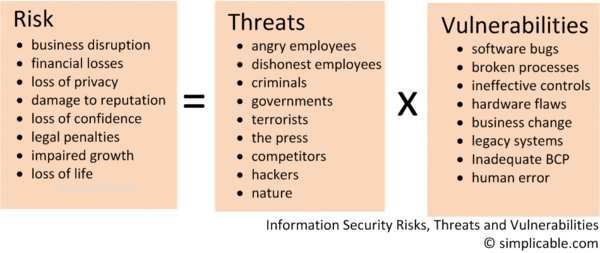 Risk
• business disruption
• financial losses
• loss of privacy
• damage to reputation
• loss of confidence
• legal penalties
• impaired growth
• loss of life
=
Threats
• angry employees
• dishonest employees
• criminals
• governments
• terrorists
• the press
• competitors
• hackers
• nature
x
Vulnerabilities
• software bugs
• broken processes
• ineffective controls
• hardware flaws
• business change
• legacy systems
• Inadequate BCP
• human error
Information Security Risks, Threats and Vulnerabilities
© simplicable.com